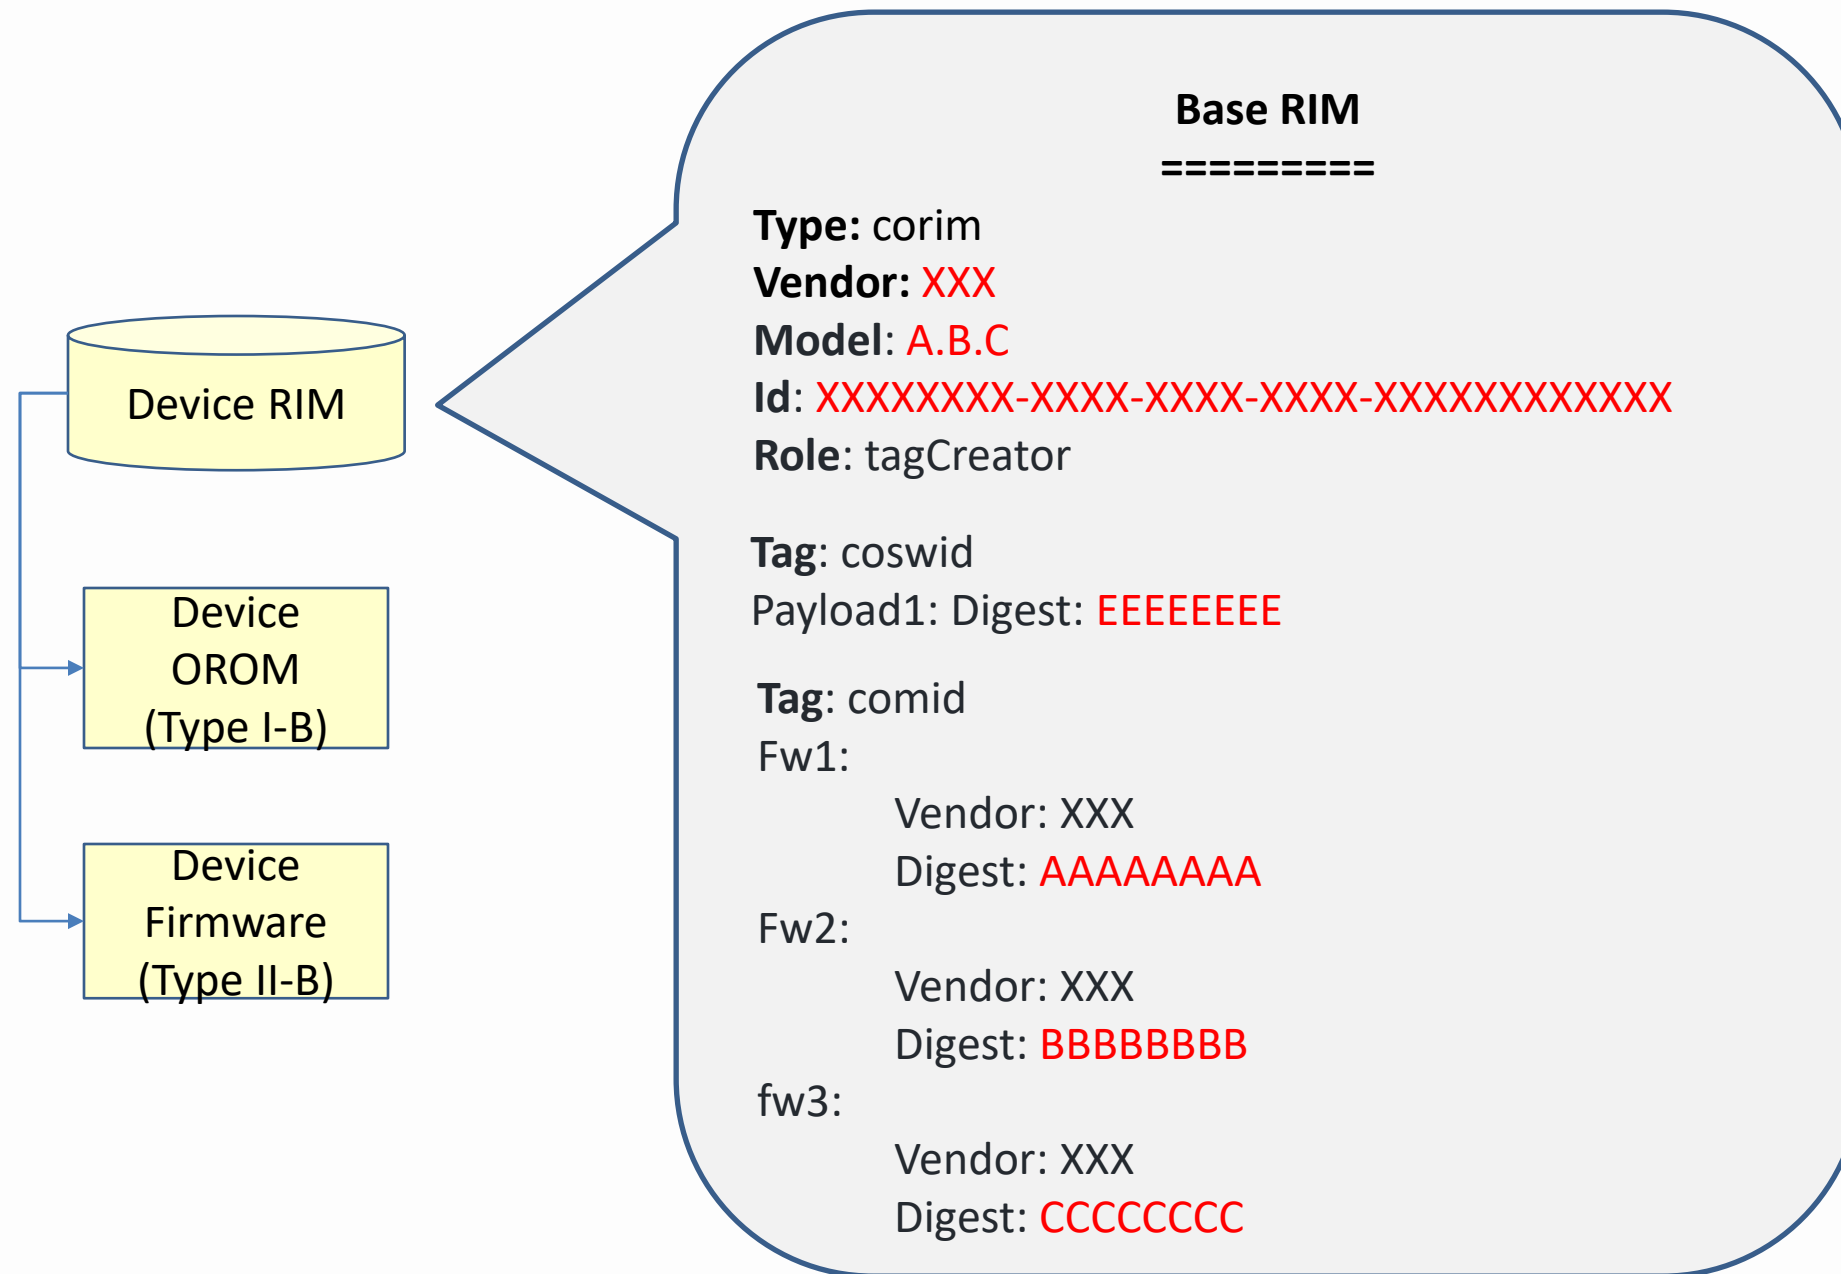 Device RIM
Device
OROM
(Type I-B)
Device
Firmware
(Type II-B)
Base RIM
=========
Type: corim
Vendor: XXX
Model: A.B.C
Id: XXXXXXXX-XXXX-XXXX-XXXX-XXXXXXXXXXXX
Role: tagCreator
Tag: coswid
Payload1: Digest: EEEEEEEE
Tag: comid
Fw1:
Vendor: XXX
Digest: AAAAAAAA
Fw2:
Vendor: XXX
Digest: BBBBBBBB
fw3:
Vendor: XXX
Digest: CCCCCCCC